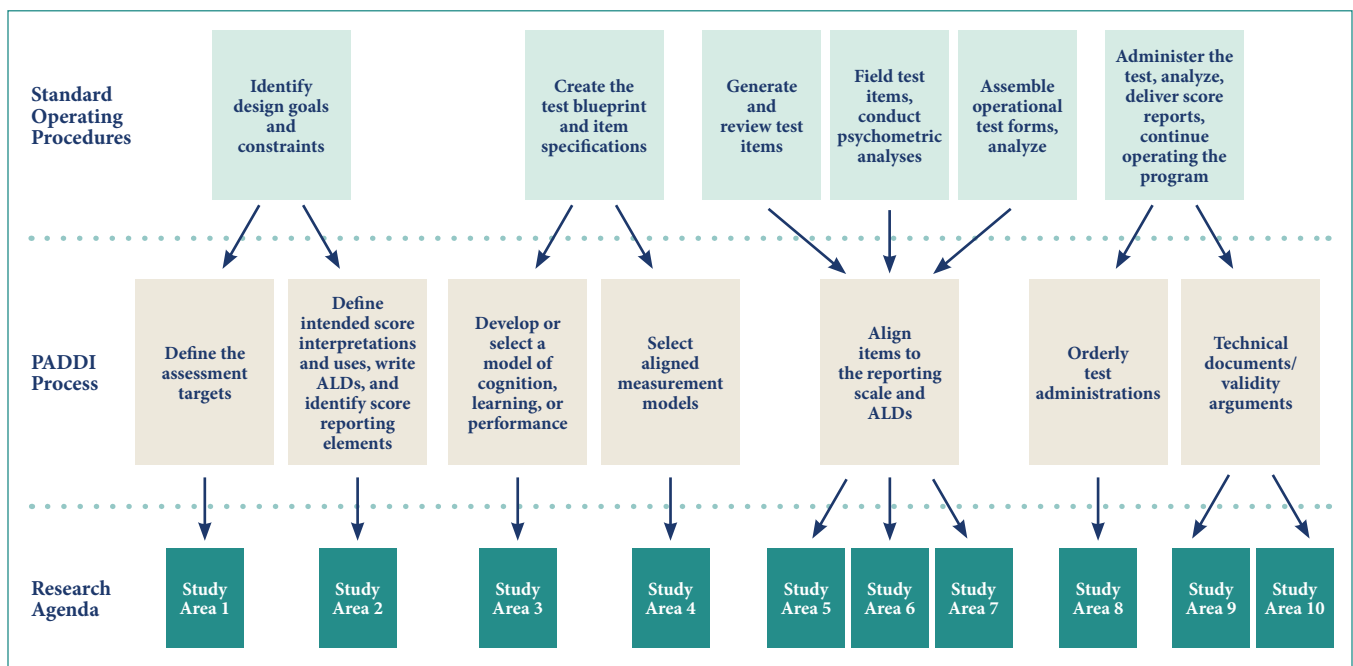 Standard
Operating
Procedures
Identify
design goals
and
constraints
Create the
test blueprint
and item
specifications
Generate
and
review test
items
Field test
items,
conduct
psychometric
analyses
Assemble
operational
test forms,
analyze
Administer the
test, analyze,
deliver score
reports,
continue
operating the
program
PADDI
Process
Define the
assessment
targets
Define
intended score
interpretations
and uses, write
ALDs, and
identify score
reporting
elements
Develop or
select a
model of
cognition,
learning, or
performance
Select
aligned
measurement
models
Align
items to
the reporting
scale and
ALDs
Orderly
test
administrations
Technical
documents/
validity
arguments
Research
Agenda
Study
Area 1
Study
Area 2
Study
Area 3
Study
Area 4
Study
Area 5
Study
Area 6
Study
Area 7
Study
Area 8
Study
Area 9
Study
Area 10